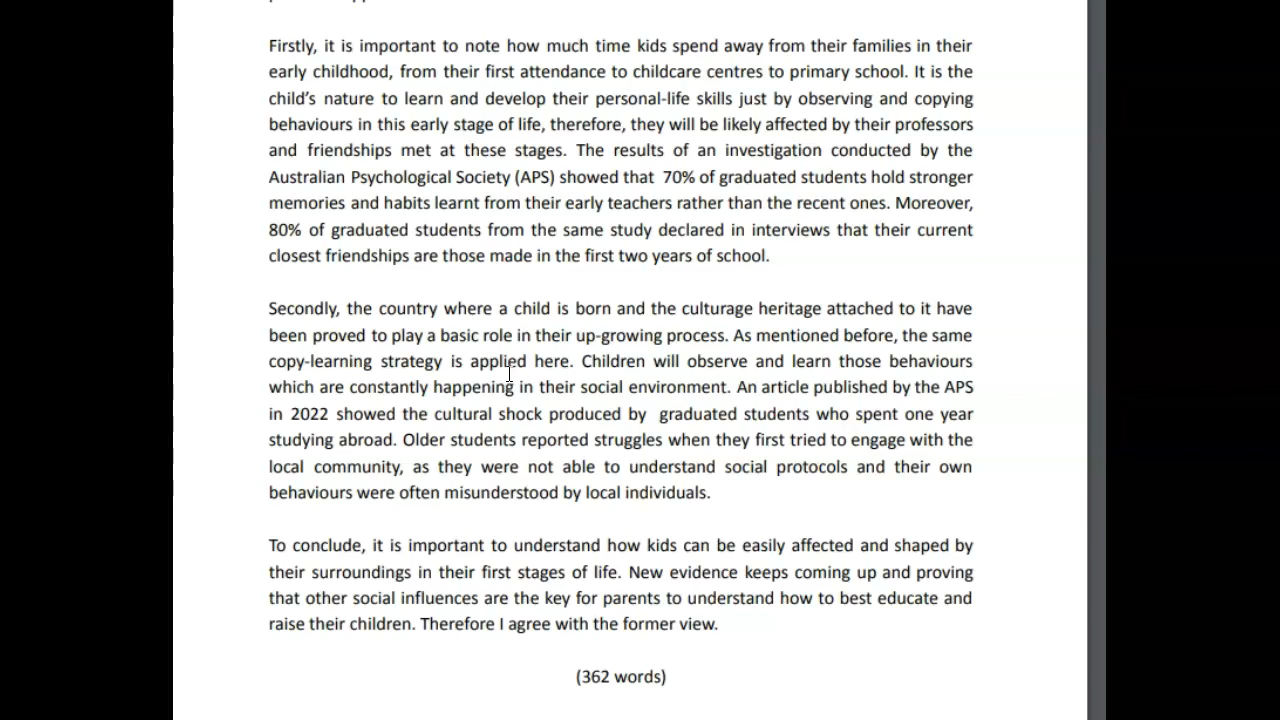 Firstly, it is important to note how much time kids spend away from their families in their
early childhood, from their first attendance to childcare centres to primary school. It is the
child's nature to learn and develop their personal-life skills just by observing and copying
behaviours in this early stage of life, therefore, they will be likely affected by their professors
and friendships met at these stages. The results of an investigation conducted by the
Australian Psychological Society (APS) showed that 70% of graduated students hold stronger
memories and habits learnt from their early teachers rather than the recent ones. Moreover,
80% of graduated students from the same study declared in interviews that their current
closest friendships are those made in the first two years of school.
Secondly, the country where a child is born and the culturage heritage attached to it have
been proved to play a basic role in their up-growing process. As mentioned before, the same
copy-learning strategy is applied here. Children will observe and learn those behaviours
which are constantly happening in their social environment. An article published by the APS
in 2022 showed the cultural shock produced by graduated students who spent one year
studying abroad. Older students reported struggles when they first tried to engage with the
local community, as they were not able to understand social protocols and their own
behaviours were often misunderstood by local individuals.
To conclude, it is important to understand how kids can be easily affected and shaped by
their surroundings in their first stages of life. New evidence keeps coming up and proving
that other social influences are the key for parents to understand how to best educate and
raise their children. Therefore I agree with the former view.
(362 words)